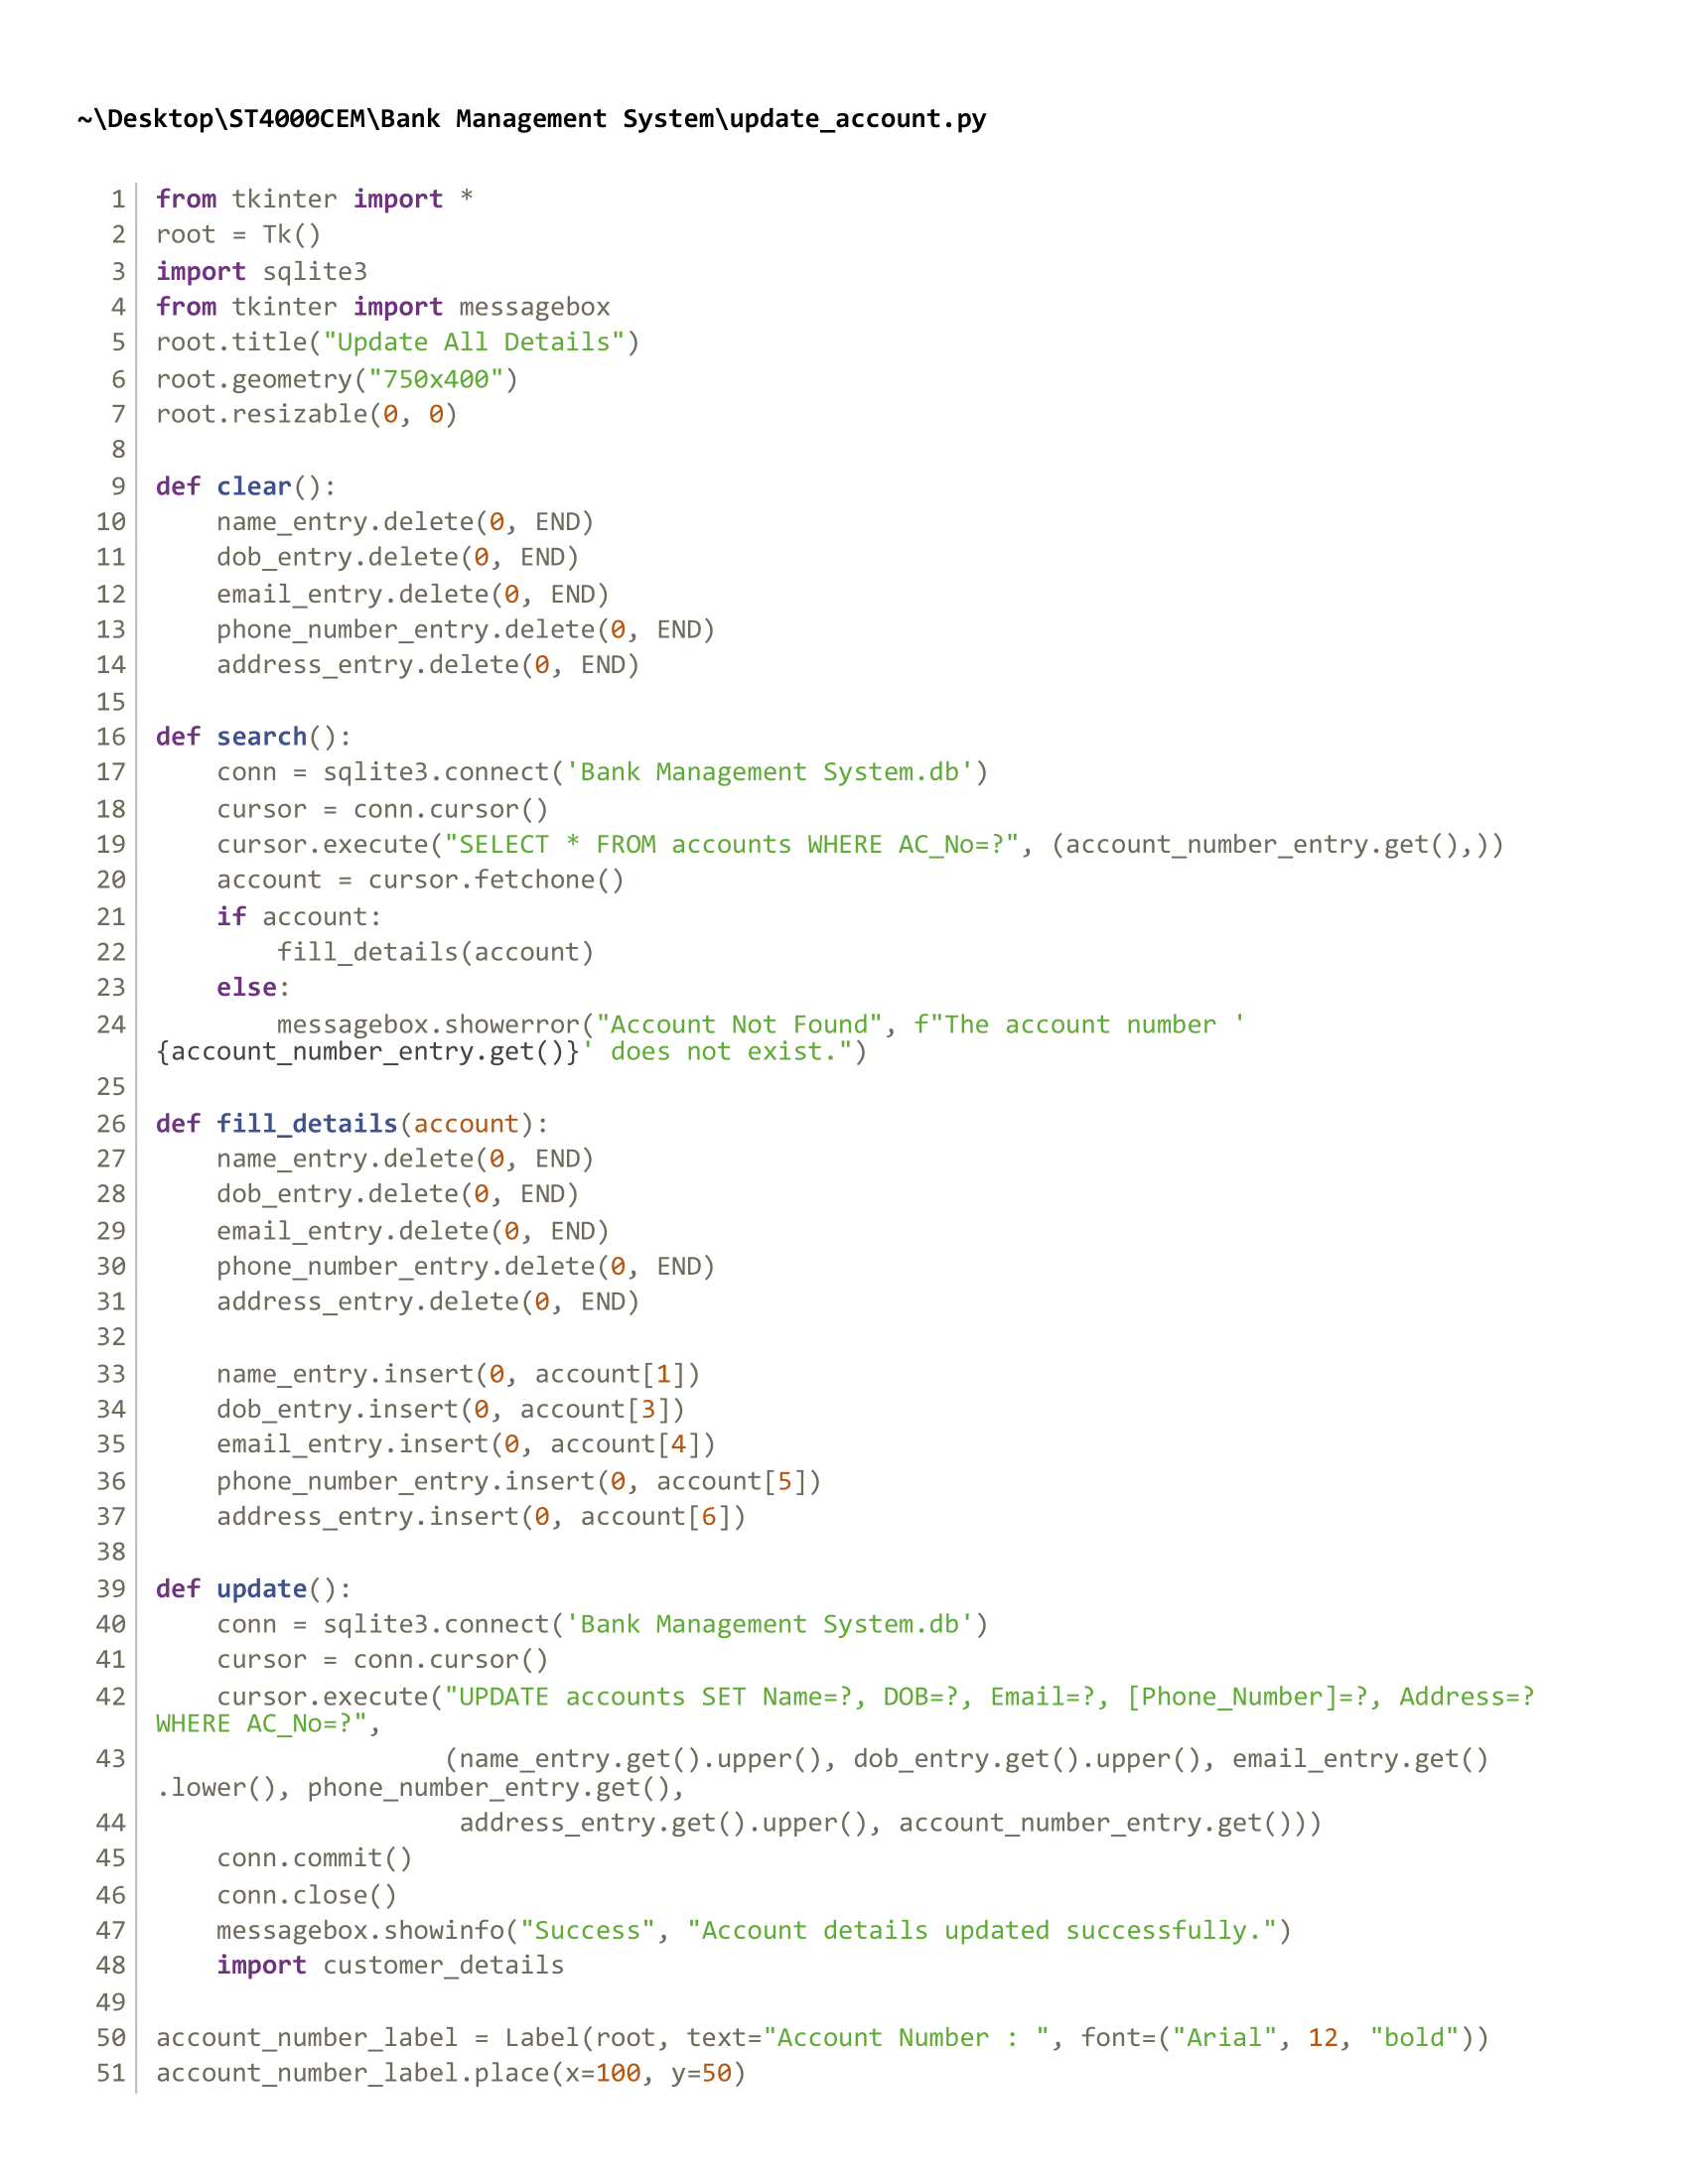 ~\Desktop\ST4000CEM\Bank Management System\update_account.py
1 from tkinter import *
2 root = Tk()
3 import sqlite3
4 from tkinter import messagebox
5 root.title("Update All Details")
6 root.geometry("750x400")
7 root.resizable(0, 0)
8
9 def clear():
10     name_entry.delete(0, END)
11     dob_entry.delete(0, END)
12     email_entry.delete(0, END)
13     phone_number_entry.delete(0, END)
14     address_entry.delete(0, END)
15
16 def search():
17     conn = sqlite3.connect('Bank Management System.db')
18     cursor = conn.cursor()
19     cursor.execute("SELECT * FROM accounts WHERE AC_No=?", (account_number_entry.get(),))
20     account = cursor.fetchone()
21     if account:
22         fill_details(account)
23     else:
24         messagebox.showerror("Account Not Found", f"The account number '
{account_number_entry.get()}' does not exist.")
25
26 def fill_details(account):
27     name_entry.delete(0, END)
28     dob_entry.delete(0, END)
29     email_entry.delete(0, END)
30     phone_number_entry.delete(0, END)
31     address_entry.delete(0, END)
32
33     name_entry.insert(0, account[1])
34     dob_entry.insert(0, account[3])
35     email_entry.insert(0, account[4])
36     phone_number_entry.insert(0, account[5])
37     address_entry.insert(0, account[6])
38
39 def update():
40     conn = sqlite3.connect('Bank Management System.db')
41     cursor = conn.cursor()
42     cursor.execute("UPDATE accounts SET Name=?, DOB=?, Email=?, [Phone_Number]=?, Address=?
WHERE AC_No=?",
43                    (name_entry.get().upper(), dob_entry.get().upper(), email_entry.get()
.lower(), phone_number_entry.get(),
44                     address_entry.get().upper(), account_number_entry.get()))
45     conn.commit()
46     conn.close()
47     messagebox.showinfo("Success", "Account details updated successfully.")
48     import customer_details
49
50 account_number_label = Label(root, text="Account Number : ", font=("Arial", 12, "bold"))
51 account_number_label.place(x=100, y=50)